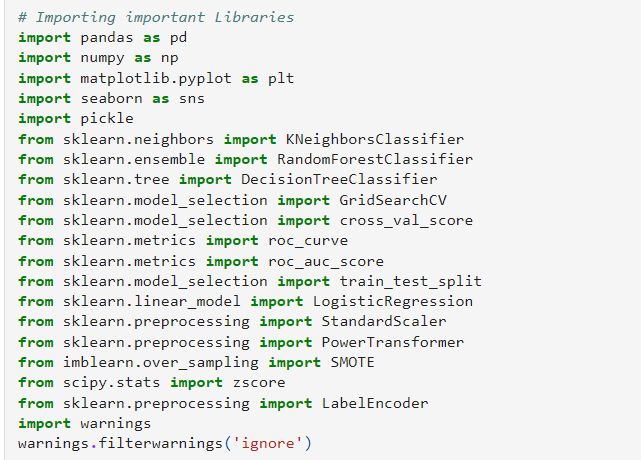 # Importing important Libraries
import pandas as pd
import numpy as np
import matplotlib.pyplot as plt
import seaborn as sns
import pickle
from sklearn.neighbors import KNeighborsClassifier
from sklearn.ensemble import RandomForestClassifier
from sklearn.tree import DecisionTreeClassifier
from sklearn.model_selection import GridSearchCV
from sklearn.model_selection import cross_val_score
from sklearn.metrics import roc_curve
from sklearn.metrics import roc_auc_score
from sklearn.model_selection import train_test_split
from sklearn.linear_model import LogisticRegression
from sklearn.preprocessing import StandardScaler
from sklearn.preprocessing import PowerTransformer
from imblearn.over_sampling import SMOTE
from scipy.stats import zscore
from sklearn.preprocessing import LabelEncoder
import warnings
warnings.filterwarnings('ignore')